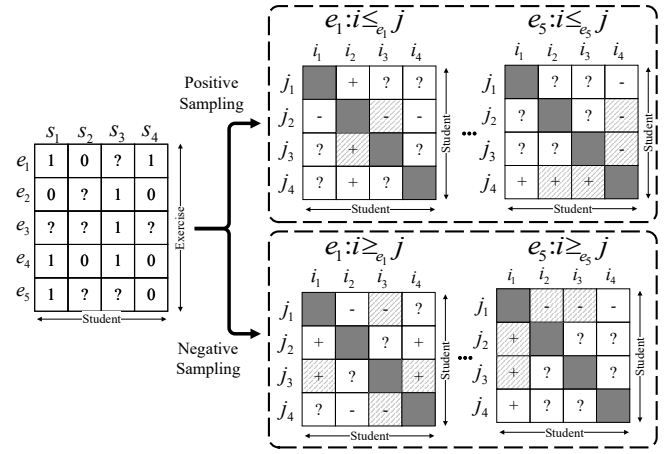 s₁ s₂ s₃ s₄
e₁ 1 0 ? 1
e₂ 0 ? 1 0
e₃ ? ? 1 ?
e₄ 1 0 1 0
e₅ 1 ? ? 0
Student
Exercise
Positive
Sampling
Negative
Sampling
e₁:i≤ₑ₁ j
i₁ i₂ i₃ i₄
j₁ + ? ?
j₂ - - -
j₃ ? + ?
j₄ ? + ?
Student
Student
...
e₅:i≤ₑ₅ j
i₁ i₂ i₃ i₄
j₁ ? ? -
j₂ ? ? -
j₃ ? ? -
j₄ + + +
Student
Student
e₁:i≥ₑ₁ j
i₁ i₂ i₃ i₄
j₁ - - ?
j₂ + ? +
j₃ + ? +
j₄ ? - -
Student
Student
...
e₅:i≥ₑ₅ j
i₁ i₂ i₃ i₄
j₁ - - -
j₂ + ? ?
j₃ + ? ?
j₄ + ? ?
Student
Student